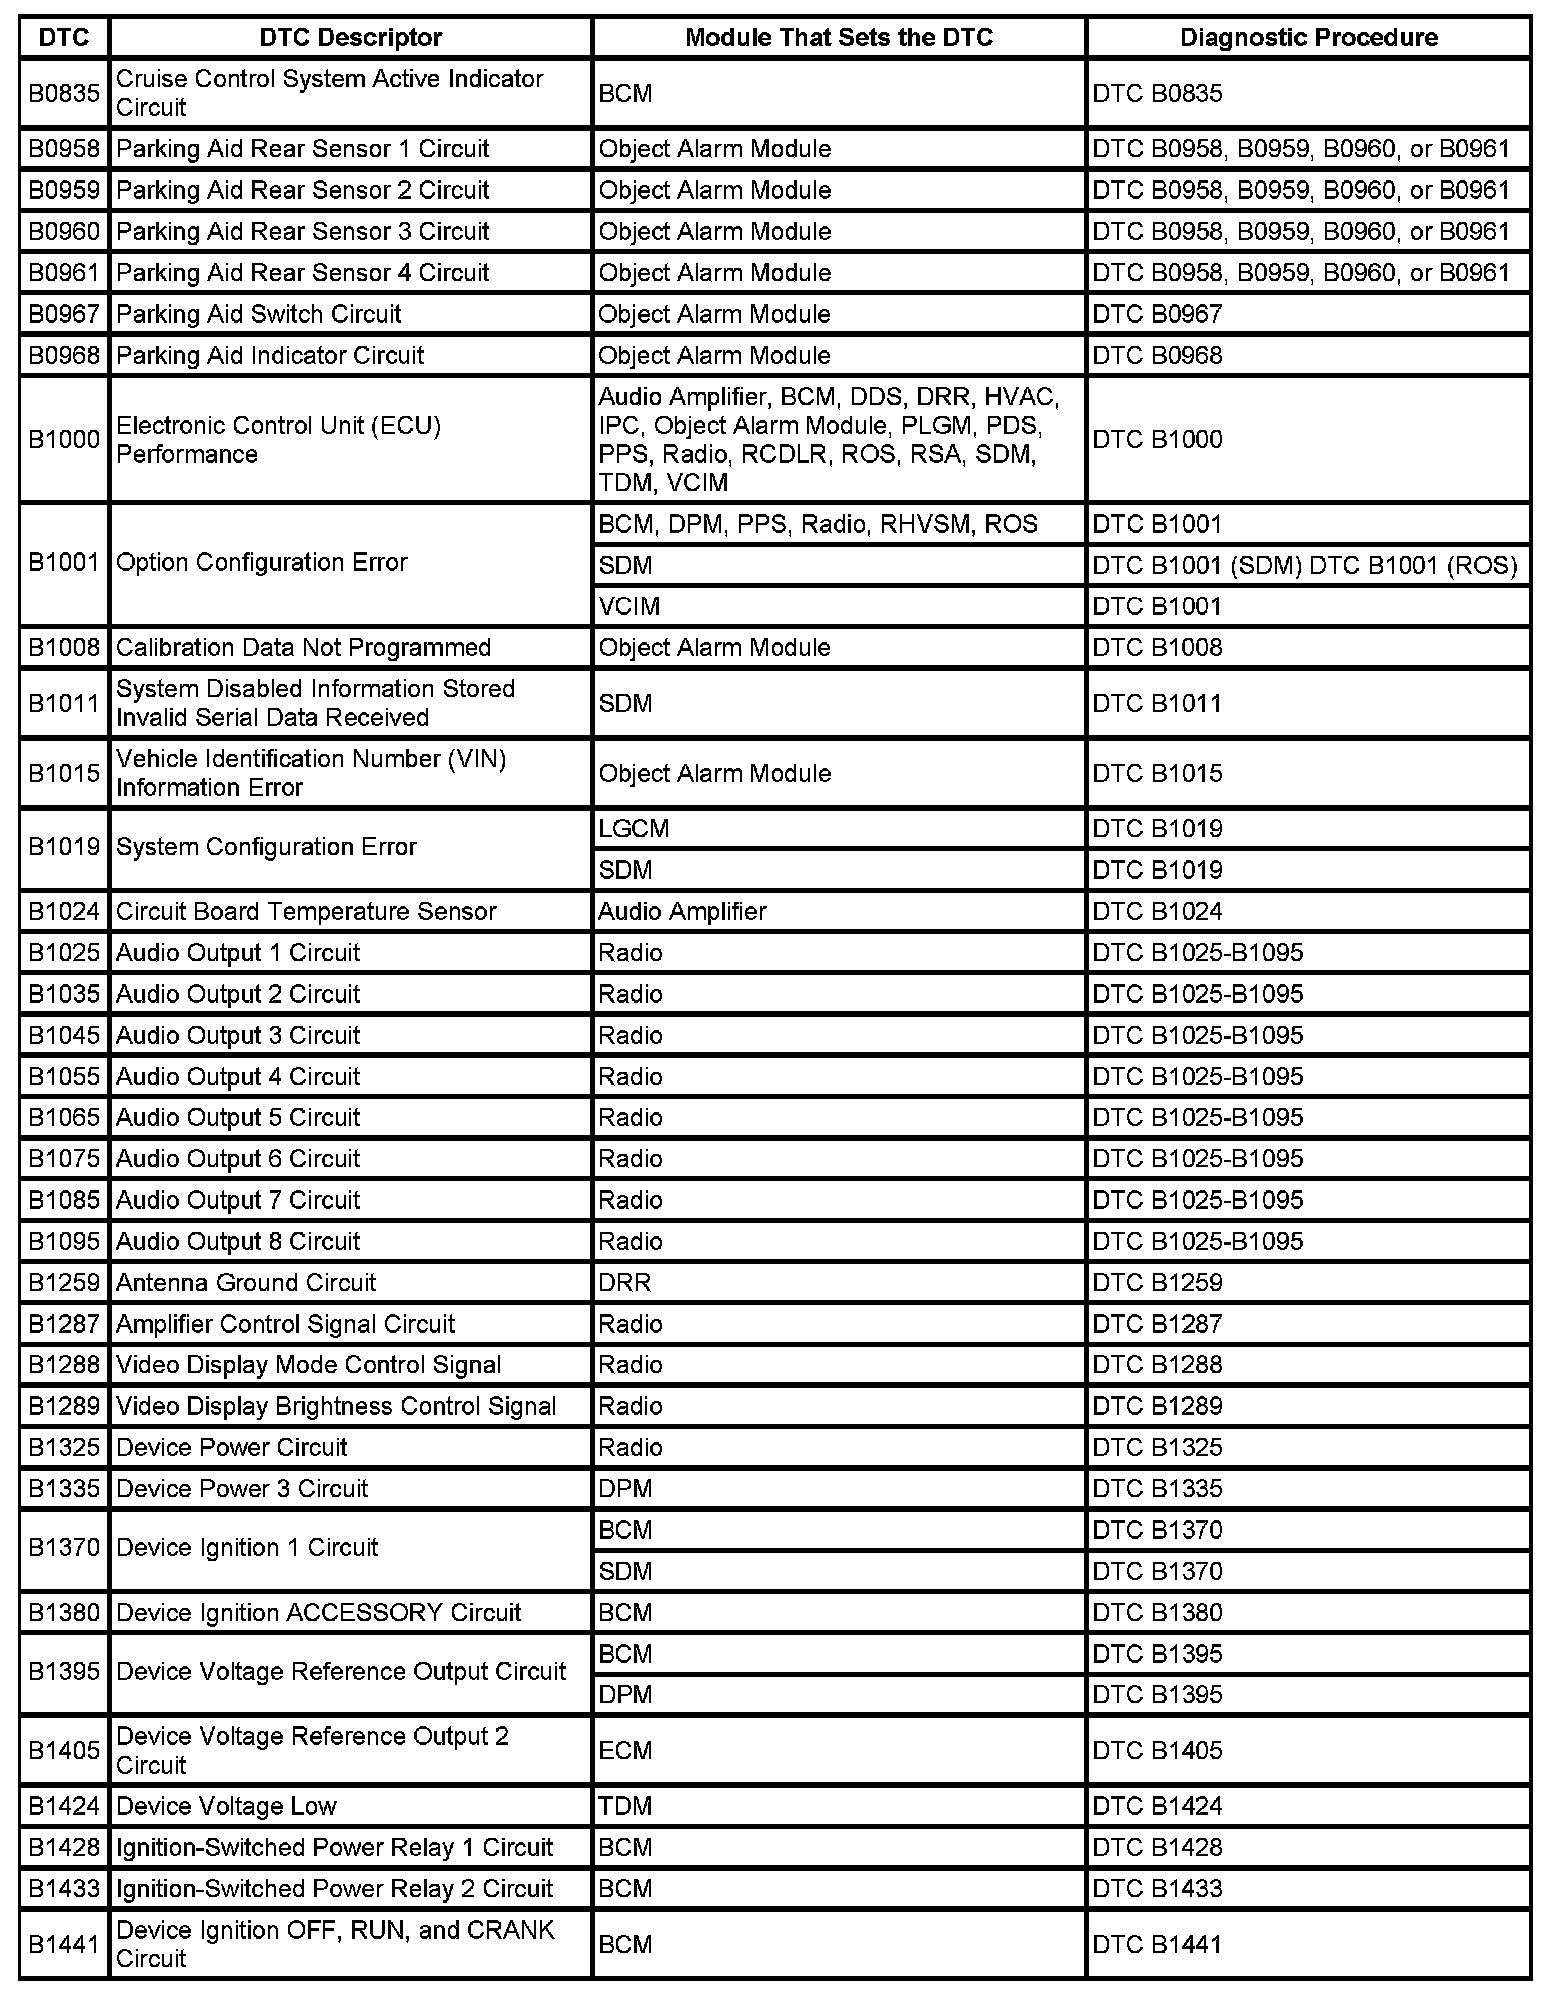 DTC DTC Descriptor Module That Sets the DTC Diagnostic Procedure
B0835 Cruise Control System Active Indicator
Circuit BCM DTC B0835
B0958 Parking Aid Rear Sensor 1 Circuit Object Alarm Module DTC B0958, B0959, B0960, or B0961
B0959 Parking Aid Rear Sensor 2 Circuit Object Alarm Module DTC B0958, B0959, B0960, or B0961
B0960 Parking Aid Rear Sensor 3 Circuit Object Alarm Module DTC B0958, B0959, B0960, or B0961
B0961 Parking Aid Rear Sensor 4 Circuit Object Alarm Module DTC B0958, B0959, B0960, or B0961
B0967 Parking Aid Switch Circuit Object Alarm Module DTC B0967
B0968 Parking Aid Indicator Circuit Object Alarm Module DTC B0968
B1000 Electronic Control Unit (ECU)
Performance
Audio Amplifier, BCM, DDS, DRR, HVAC,
IPC, Object Alarm Module, PLGM, PDS,
PPS, Radio, RCDLR, ROS, RSA, SDM,
TDM, VCIM
DTC B1000
B1001 Option Configuration Error
BCM, DPM, PPS, Radio, RHVSM, ROS DTC B1001
SDM DTC B1001 (SDM) DTC B1001 (ROS)
VCIM DTC B1001
B1008 Calibration Data Not Programmed Object Alarm Module DTC B1008
B1011 System Disabled Information Stored
Invalid Serial Data Received SDM DTC B1011
B1015 Vehicle Identification Number (VIN)
Information Error Object Alarm Module DTC B1015
B1019 System Configuration Error
LGCM DTC B1019
SDM DTC B1019
B1024 Circuit Board Temperature Sensor Audio Amplifier DTC B1024
B1025 Audio Output 1 Circuit Radio DTC B1025-B1095
B1035 Audio Output 2 Circuit Radio DTC B1025-B1095
B1045 Audio Output 3 Circuit Radio DTC B1025-B1095
B1055 Audio Output 4 Circuit Radio DTC B1025-B1095
B1065 Audio Output 5 Circuit Radio DTC B1025-B1095
B1075 Audio Output 6 Circuit Radio DTC B1025-B1095
B1085 Audio Output 7 Circuit Radio DTC B1025-B1095
B1095 Audio Output 8 Circuit Radio DTC B1025-B1095
B1259 Antenna Ground Circuit DRR DTC B1259
B1287 Amplifier Control Signal Circuit Radio DTC B1287
B1288 Video Display Mode Control Signal Radio DTC B1288
B1289 Video Display Brightness Control Signal Radio DTC B1289
B1325 Device Power Circuit Radio DTC B1325
B1335 Device Power 3 Circuit DPM DTC B1335
B1370 Device Ignition 1 Circuit
BCM DTC B1370
SDM DTC B1370
B1380 Device Ignition ACCESSORY Circuit BCM DTC B1380
B1395 Device Voltage Reference Output Circuit
BCM DTC B1395
DPM DTC B1395
B1405 Device Voltage Reference Output 2
Circuit ECM DTC B1405
B1424 Device Voltage Low TDM DTC B1424
B1428 Ignition-Switched Power Relay 1 Circuit BCM DTC B1428
B1433 Ignition-Switched Power Relay 2 Circuit BCM DTC B1433
B1441 Device Ignition OFF, RUN, and CRANK
Circuit BCM DTC B1441